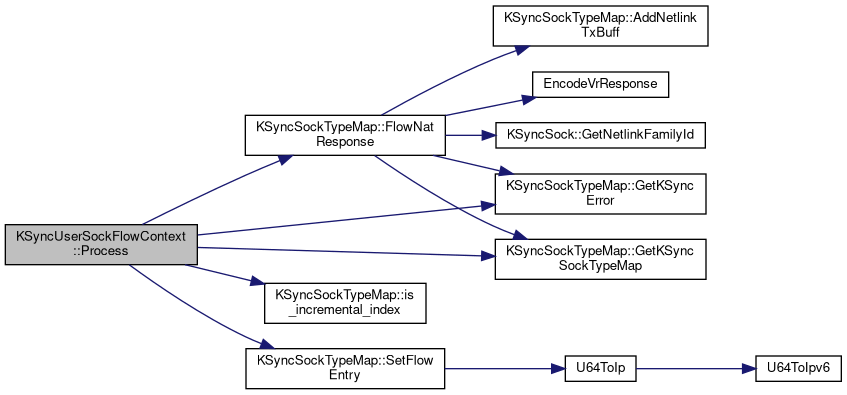 KSyncUserSockFlowContext
::Process
KSyncSockTypeMap::FlowNat
Response
KSyncSockTypeMap::AddNetlink
TxBuff
EncodeVrResponse
KSyncSock::GetNetlinkFamilyId
KSyncSockTypeMap::GetKSync
Error
KSyncSockTypeMap::GetKSync
SockTypeMap
KSyncSockTypeMap::is
_incremental_index
KSyncSockTypeMap::SetFlow
Entry
U64ToIp
U64ToIpv6